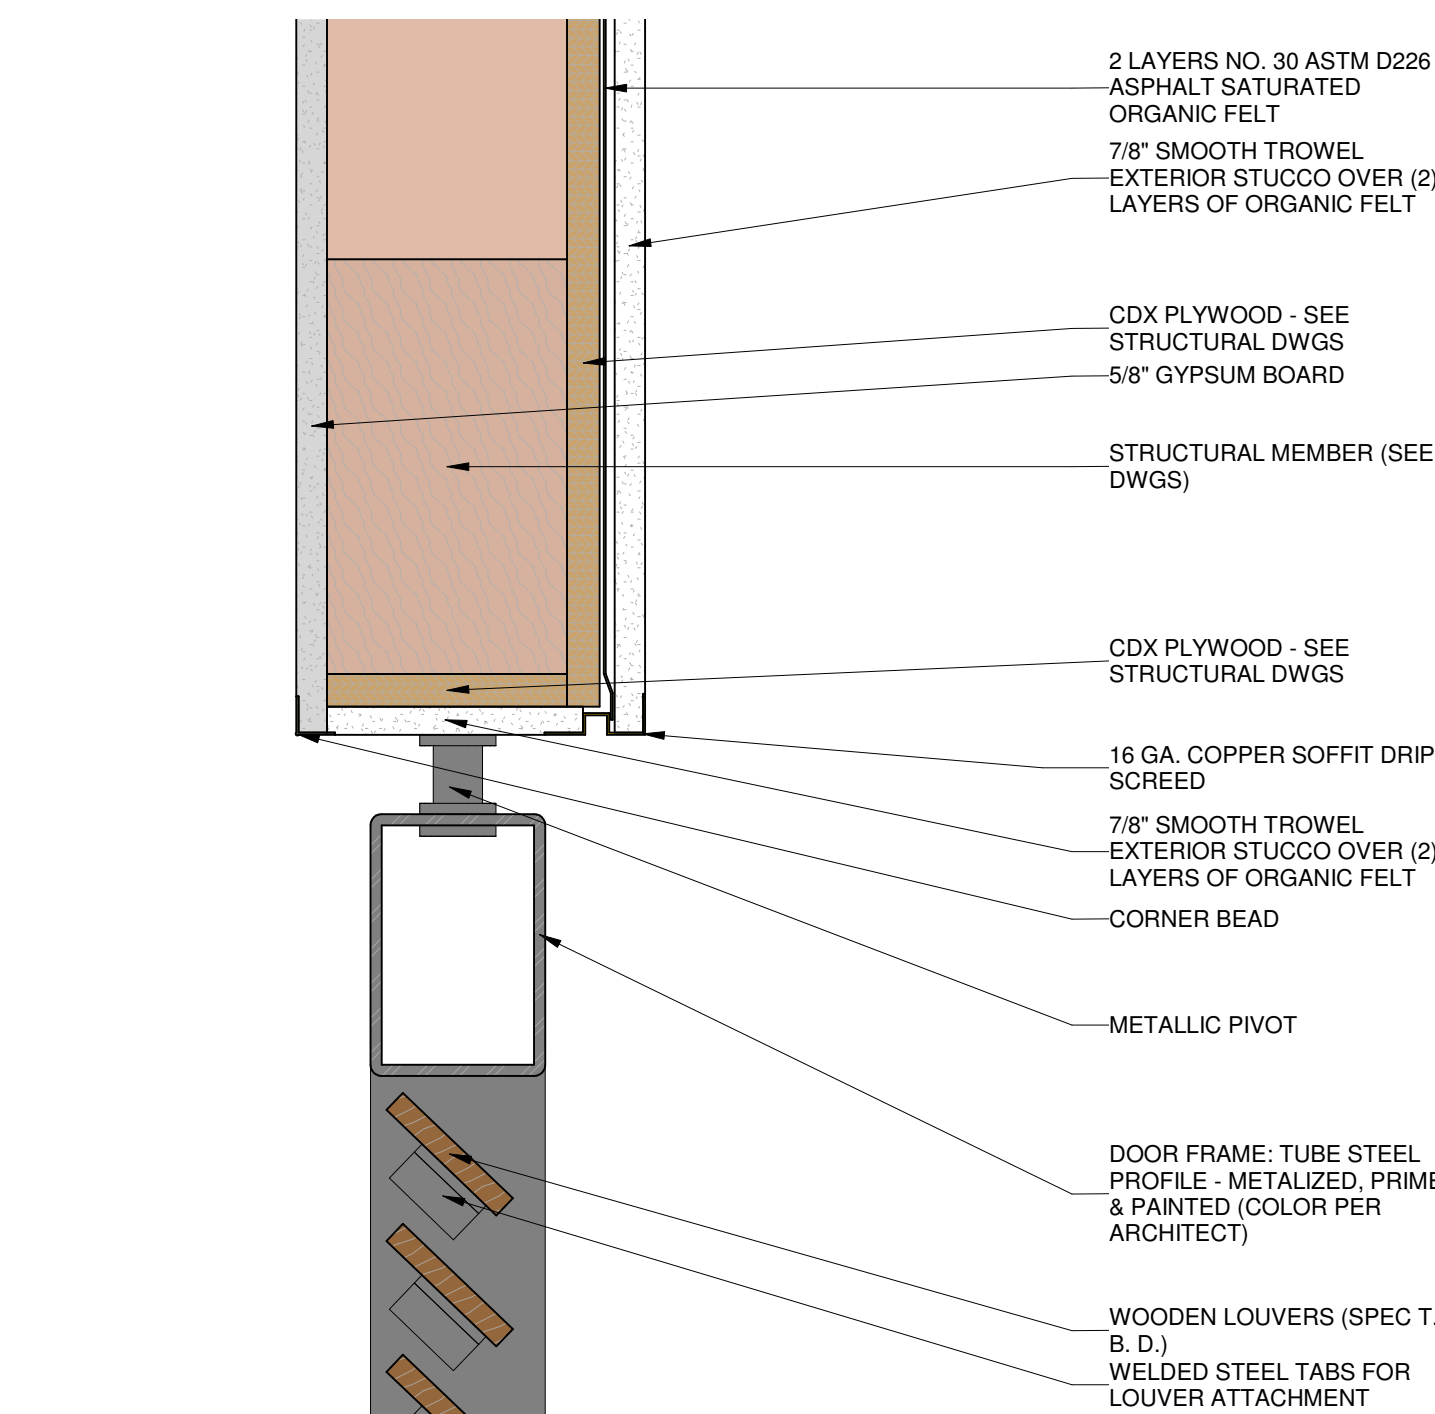 2 LAYERS NO. 30 ASTM D226
ASPHALT SATURATED
ORGANIC FELT
7/8" SMOOTH TROWEL
EXTERIOR STUCCO OVER (2)
LAYERS OF ORGANIC FELT
CDX PLYWOOD - SEE
STRUCTURAL DWGS
5/8" GYPSUM BOARD
STRUCTURAL MEMBER (SEE
DWGS)
CDX PLYWOOD - SEE
STRUCTURAL DWGS
16 GA. COPPER SOFFIT DRIP
SCREED
7/8" SMOOTH TROWEL
EXTERIOR STUCCO OVER (2)
LAYERS OF ORGANIC FELT
CORNER BEAD
METALLIC PIVOT
DOOR FRAME: TUBE STEEL
PROFILE - METALIZED, PRIME
& PAINTED (COLOR PER
ARCHITECT)
WOODEN LOUVERS (SPEC T.
B. D.)
WELDED STEEL TABS FOR
LOUVER ATTACHMENT